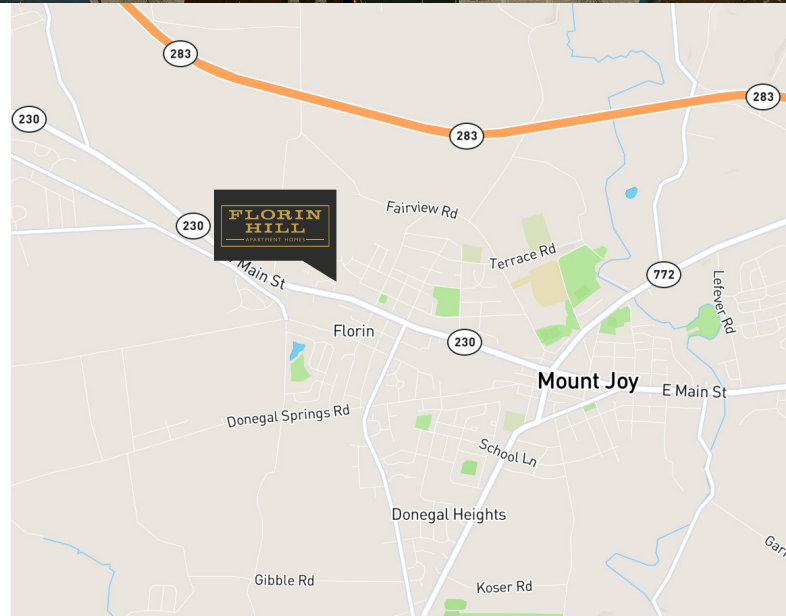 283
283
230
283
Fairview Rd
FLORIN
HILL
APARTMENT HOMES
230
Terrace Rd
Main St
772
Lefever Rd
Florin
230
Mount Joy
E Main St
Donegal Springs Rd
School Ln
Donegal Heights
Gibble Rd
Koser Rd